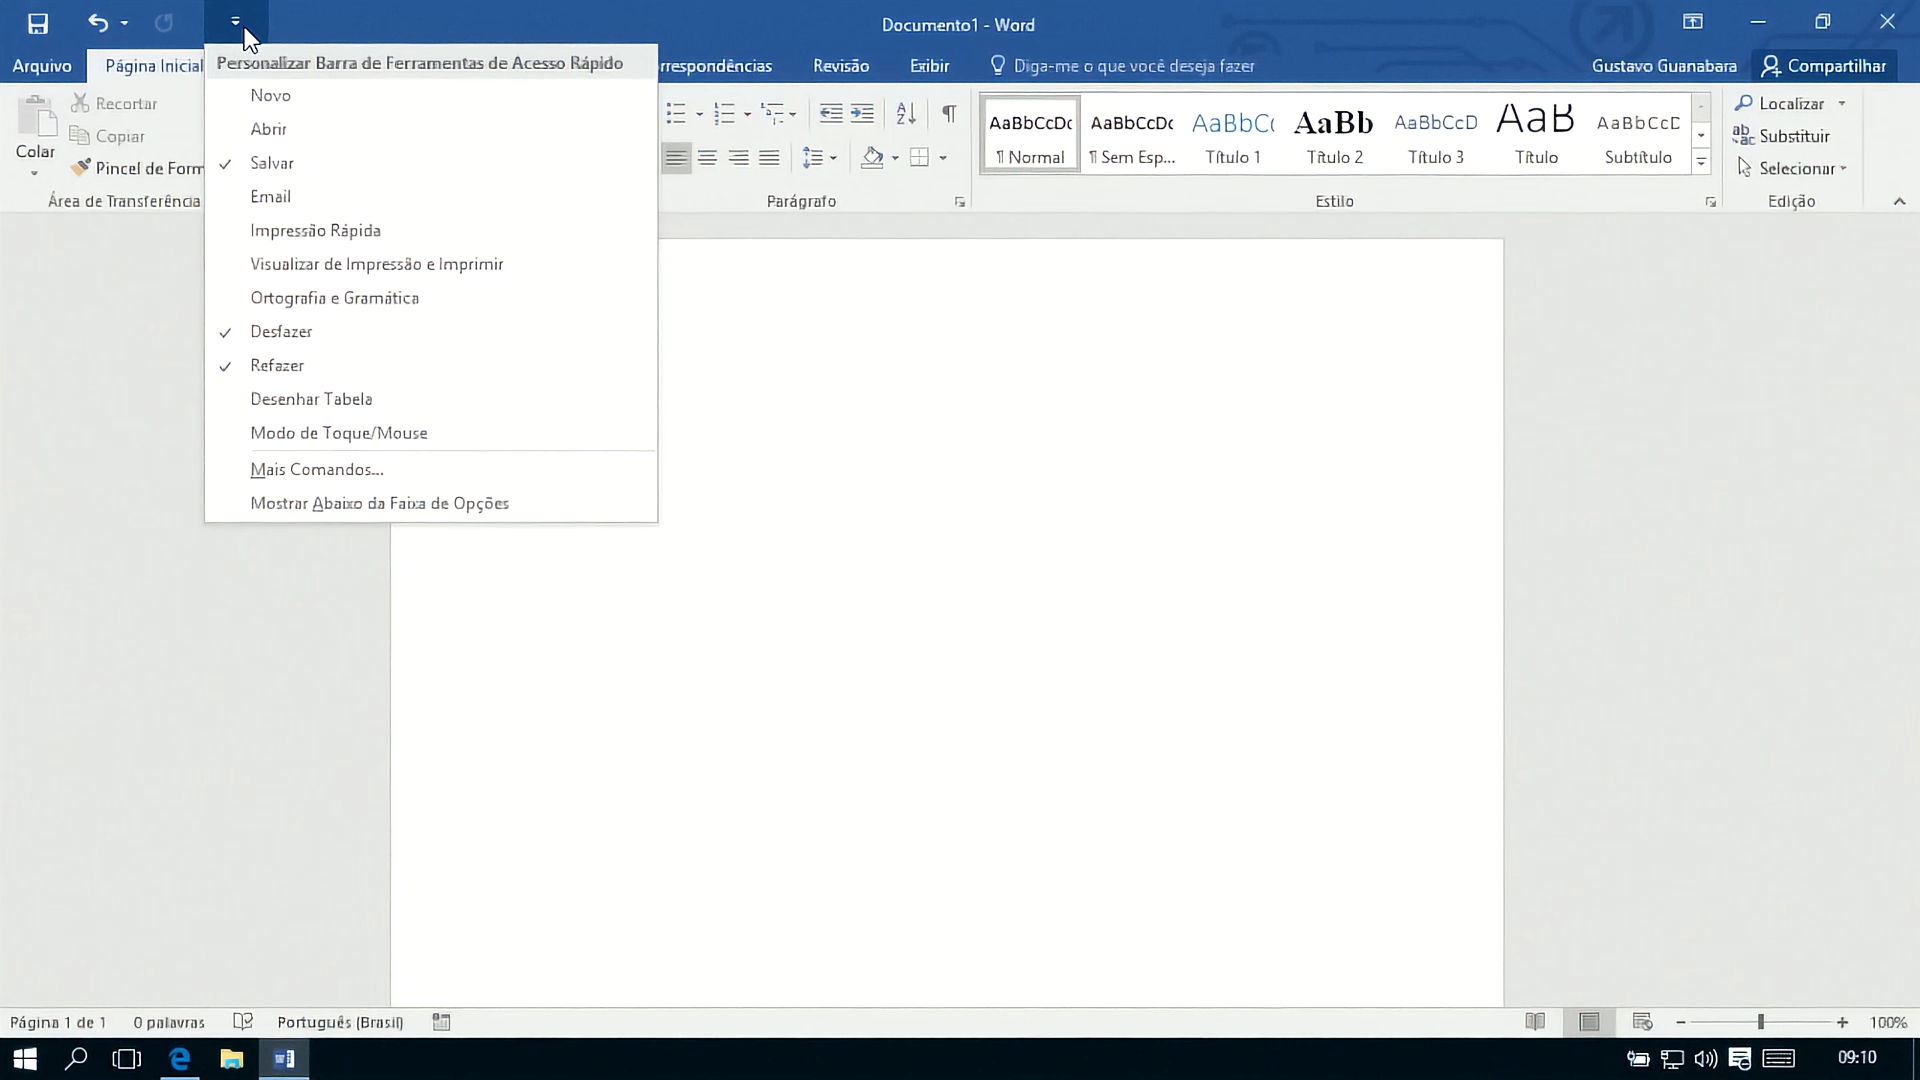 Documento1 - Word
Arquivo
Página Inicial
rrespondências
Revisão
Exibir
Diga-me o que você deseja fazer
Gustavo Guanabara
Compartilhar
Personalizar Barra de Ferramentas de Acesso Rápido
Novo
Abrir
Salvar
Email
Impressão Rápida
Visualizar de Impressão e Imprimir
Ortografia e Gramática
Desfazer
Refazer
Desenhar Tabela
Modo de Toque/Mouse
Mais Comandos...
Mostrar Abaixo da Faixa de Opções
Colar
Recortar
Copiar
Pincel de Form
Área de Transferência
Parágrafo
AaBbCcDc
¶ Normal
AaBbCcDc
¶ Sem Esp...
AaBbCc
Título 1
AaBb
Título 2
AaBbCcD
Título 3
AaB
Título
AaBbCcD
Subtítulo
Estilo
Localizar
Substituir
Selecionar
Edição
Página 1 de 1
0 palavras
Português (Brasil)
100%
09:10